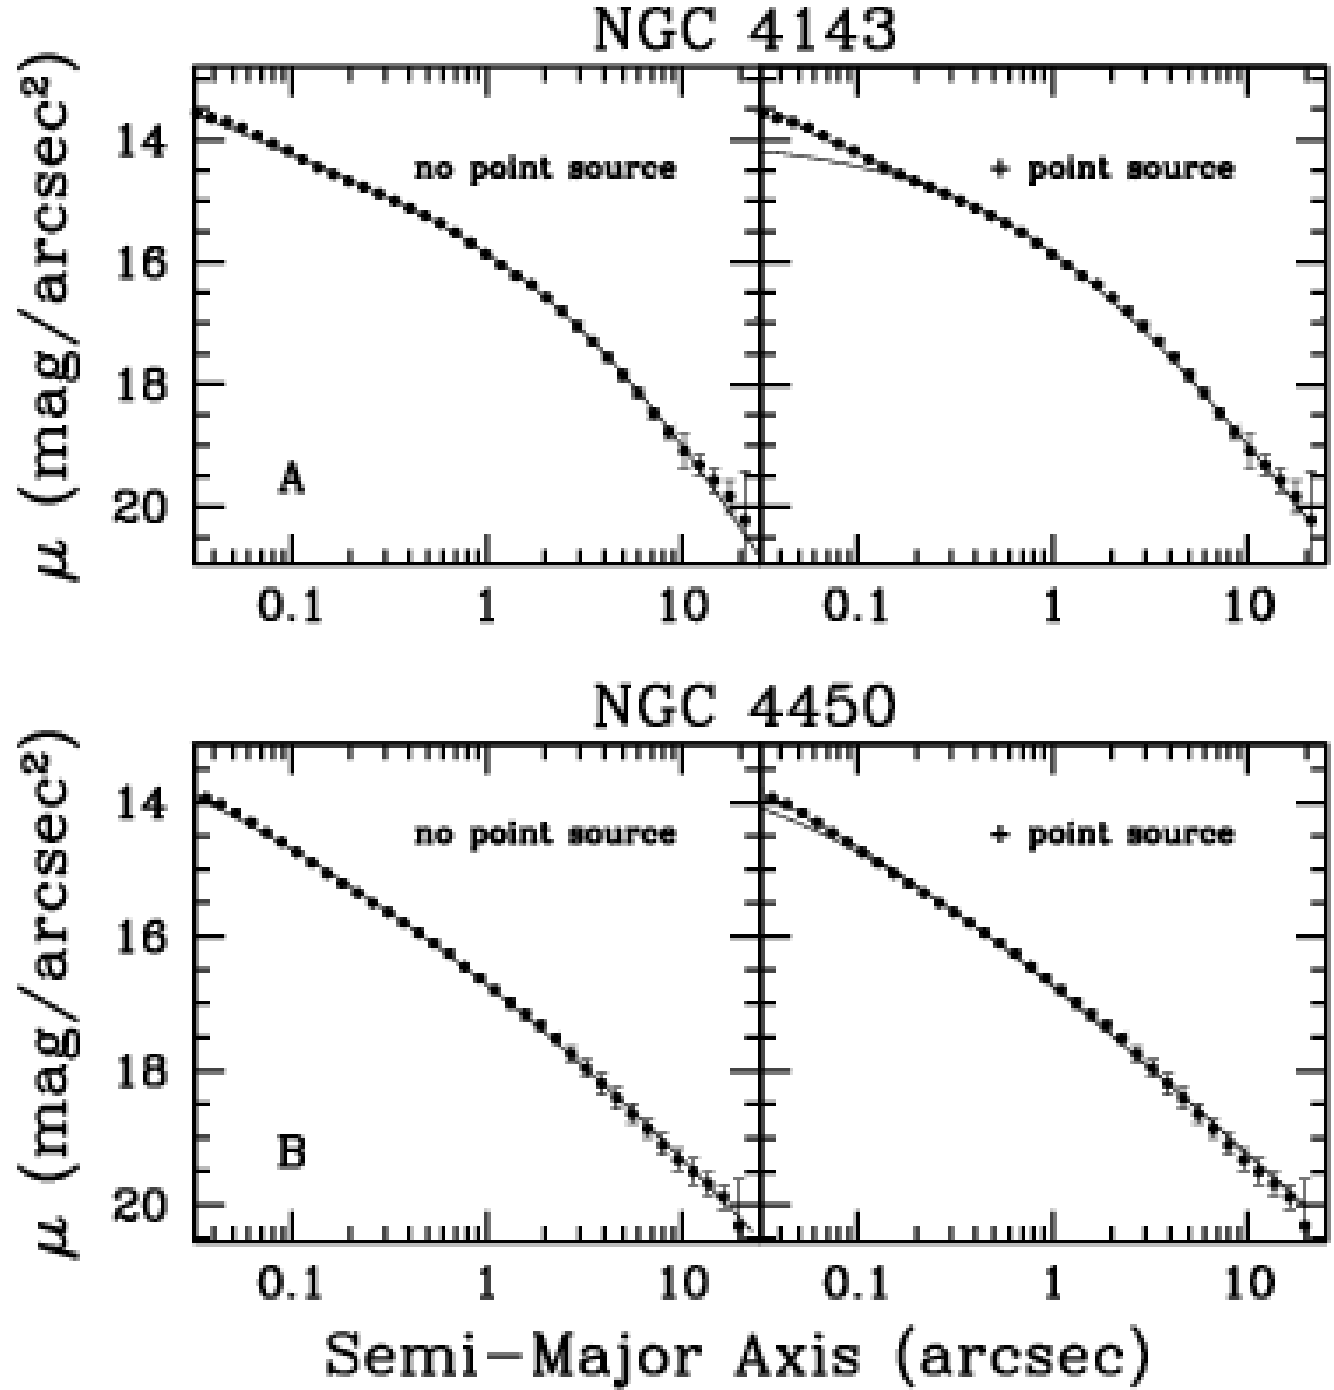 NGC 4143
μ (mag/arcsec²)
14
16
18
20
no point source
+ point source
A
0.1 1 10 0.1 1 10
NGC 4450
μ (mag/arcsec²)
14
16
18
20
no point source
+ point source
B
0.1 1 10 0.1 1 10
Semi-Major Axis (arcsec)